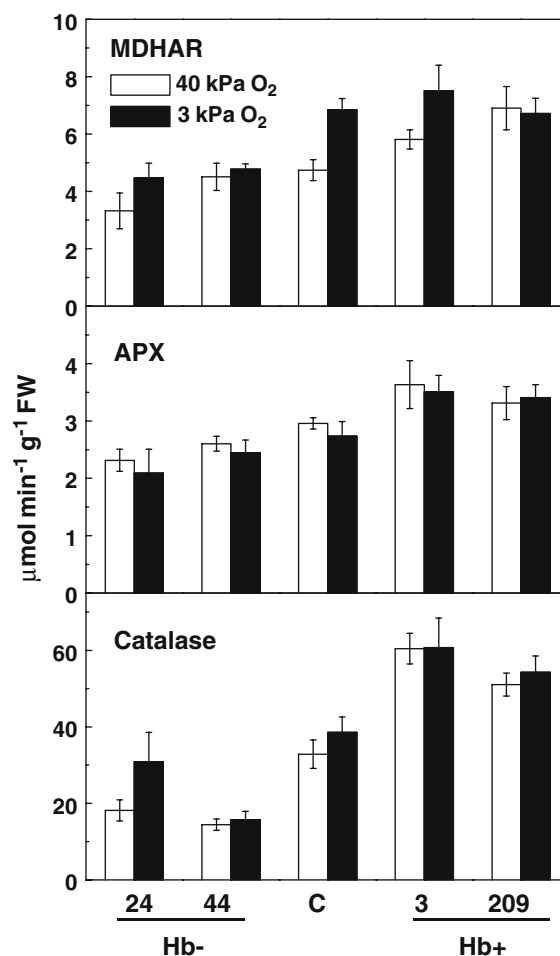 10
MDHAR
40 kPa O₂
8
3 kPa O₂
6
4
2
0
APX
4
3
2
1
0
μmol min⁻¹ g⁻¹ FW
Catalase
60
40
20
0
24 44 C 3 209
Hb- Hb+